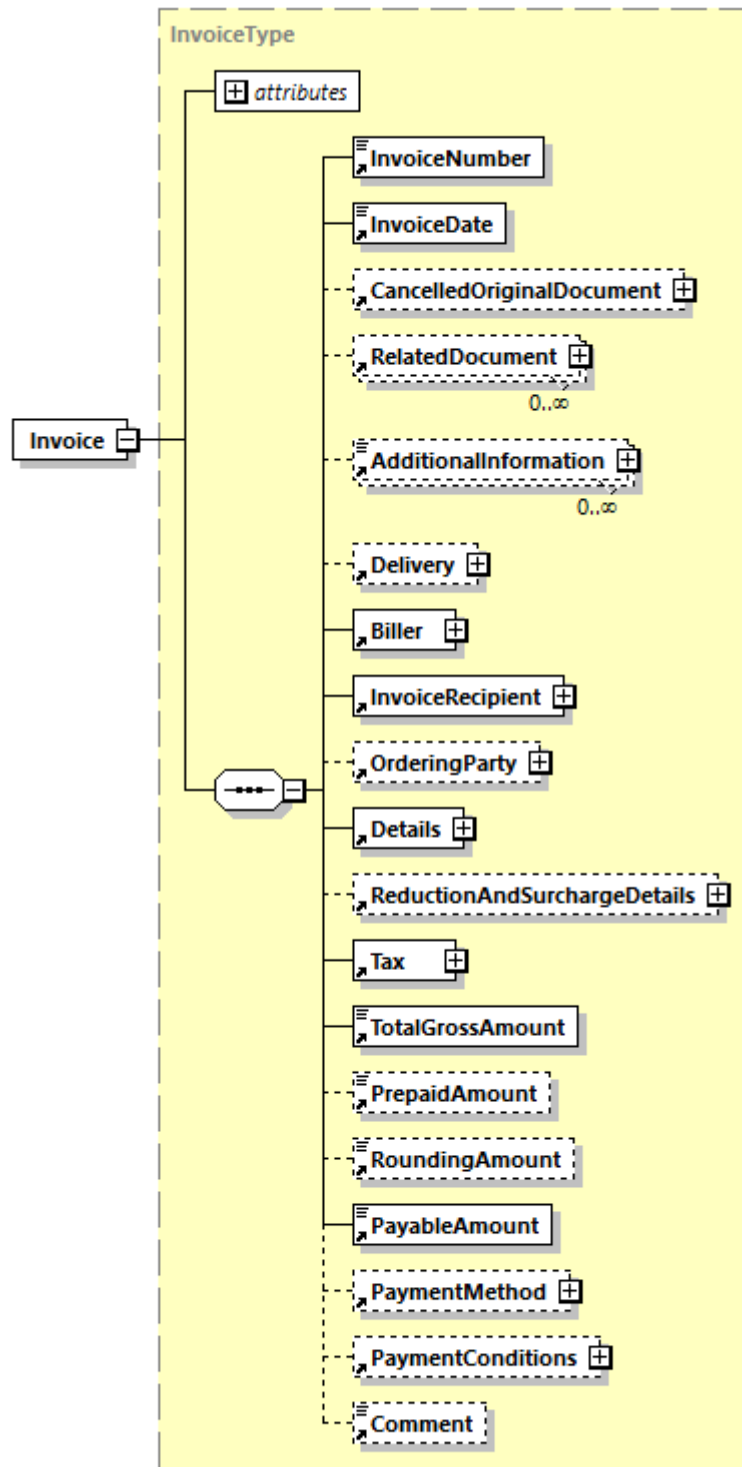 InvoiceType
attributes
InvoiceNumber
InvoiceDate
CancelledOriginalDocument
RelatedDocument
0..∞
Invoice
AdditionalInformation
0..∞
Delivery
Biller
InvoiceRecipient
OrderingParty
Details
ReductionAndSurchargeDetails
Tax
TotalGrossAmount
PrepaidAmount
RoundingAmount
PayableAmount
PaymentMethod
PaymentConditions
Comment